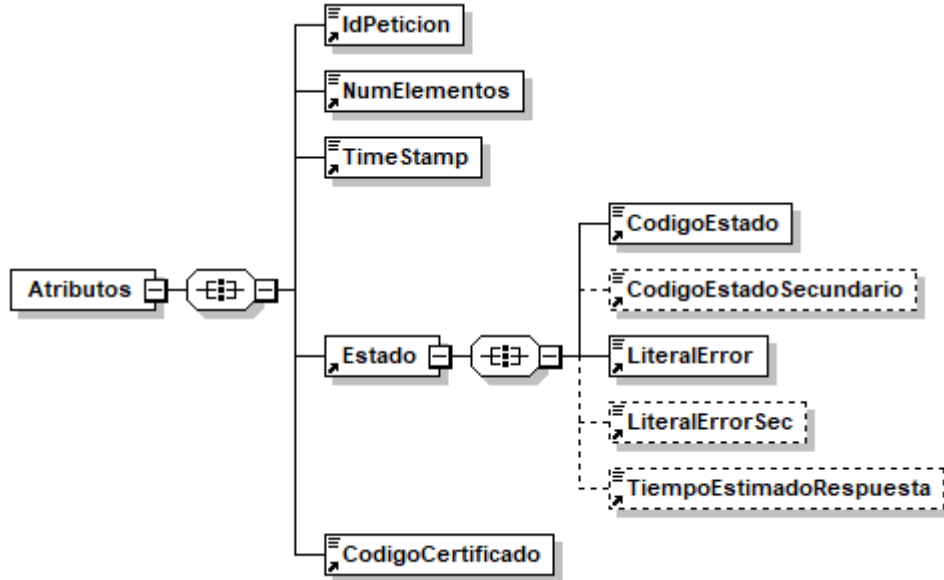 IdPeticion
NumElementos
TimeStamp
CodigoEstado
CodigoEstadoSecundario
Atributos
Estado
LiteralError
LiteralErrorSec
TiempoEstimadoRespuesta
CodigoCertificado